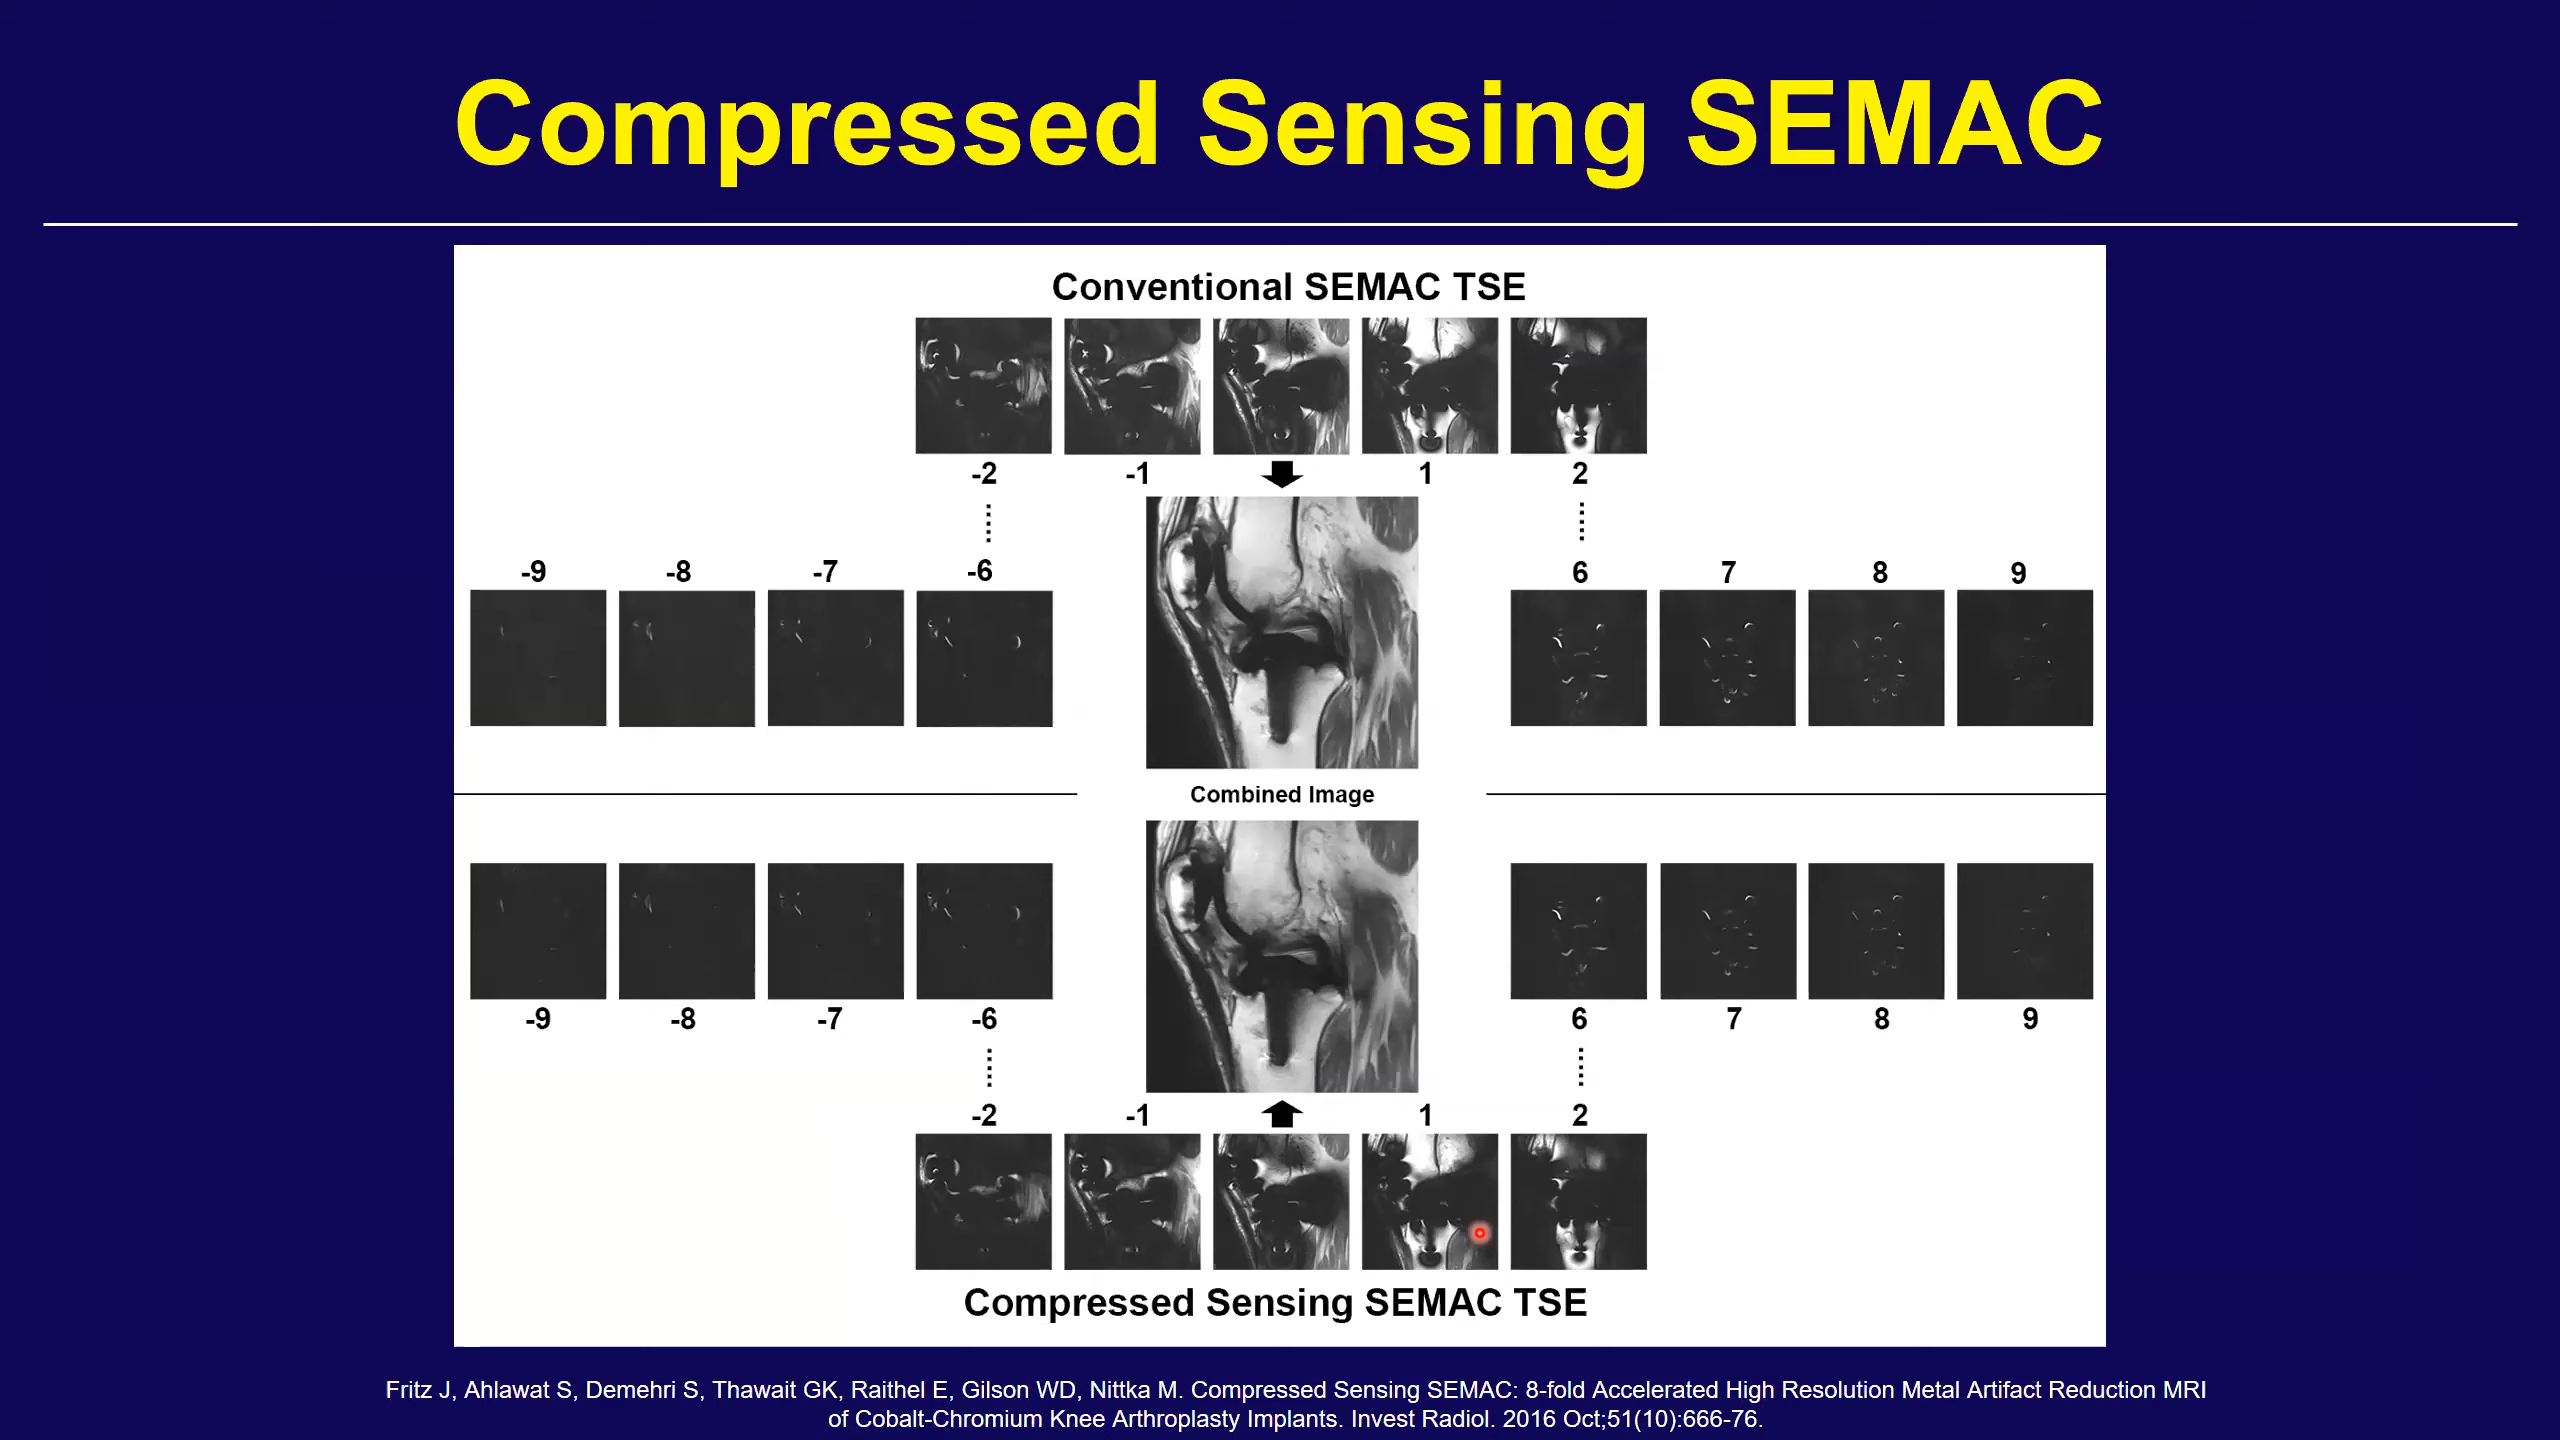 Compressed Sensing SEMAC
Conventional SEMAC TSE
-2 -1 1 2
-9 -8 -7 -6 6 7 8 9
Combined Image
-9 -8 -7 -6 6 7 8 9
-2 -1 1 2
Compressed Sensing SEMAC TSE
Fritz J, Ahlawat S, Demehri S, Thawait GK, Raithel E, Gilson WD, Nittka M. Compressed Sensing SEMAC: 8-fold Accelerated High Resolution Metal Artifact Reduction MRI
of Cobalt-Chromium Knee Arthroplasty Implants. Invest Radiol. 2016 Oct;51(10):666-76.